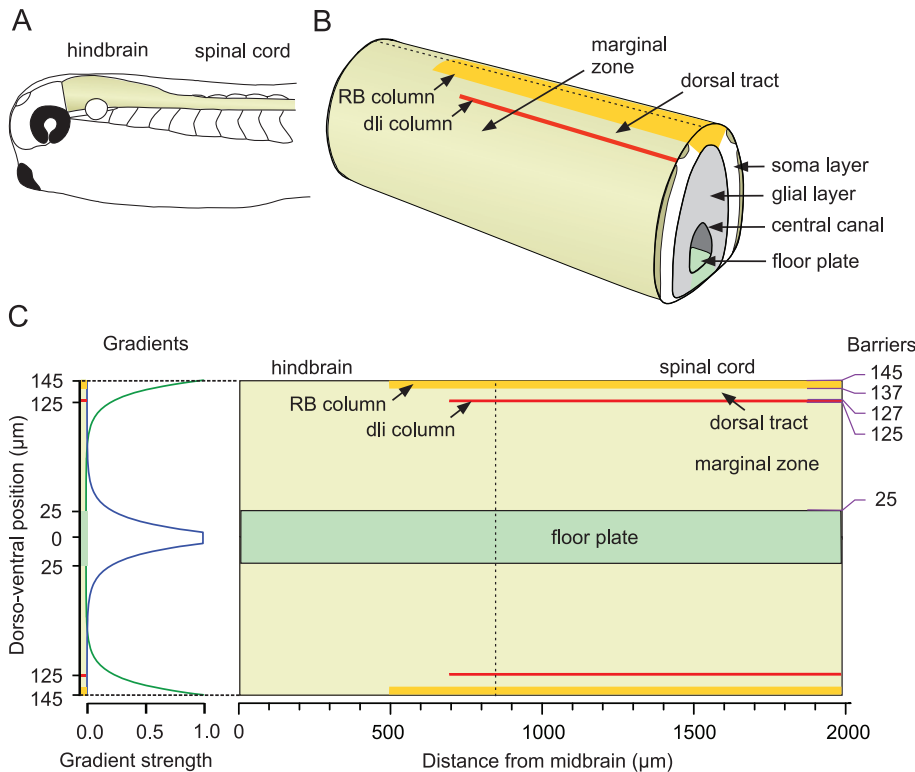 A
hindbrain
spinal cord
B
marginal
zone
dorsal tract
RB column
dli column
soma layer
glial layer
central canal
floor plate
C
Gradients
Barriers
hindbrain
spinal cord
RB column
dli column
dorsal tract
marginal zone
floor plate
145
137
127
125
25
Dorso-ventral position (µm)
145
125
25
0
25
125
145
0.0
0.5
1.0
Gradient strength
0
500
1000
1500
2000
Distance from midbrain (µm)